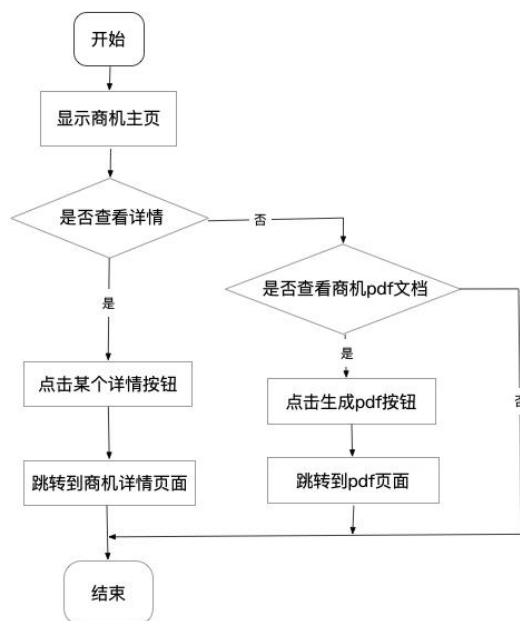 开始
显示商机主页
是否查看详情
否
是否查看商机pdf文档
是
是
否
点击某个详情按钮
点击生成pdf按钮
跳转到商机详情页面
跳转到pdf页面
结束